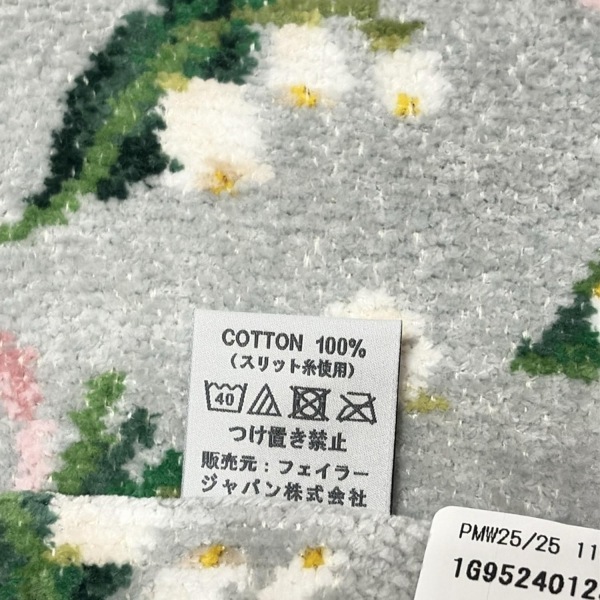 COTTON 100%
(スリット糸使用)
40
つけ置き禁止
販売元：フェイラー
ジャパン株式会社
PMW25/25 11
1G9524012